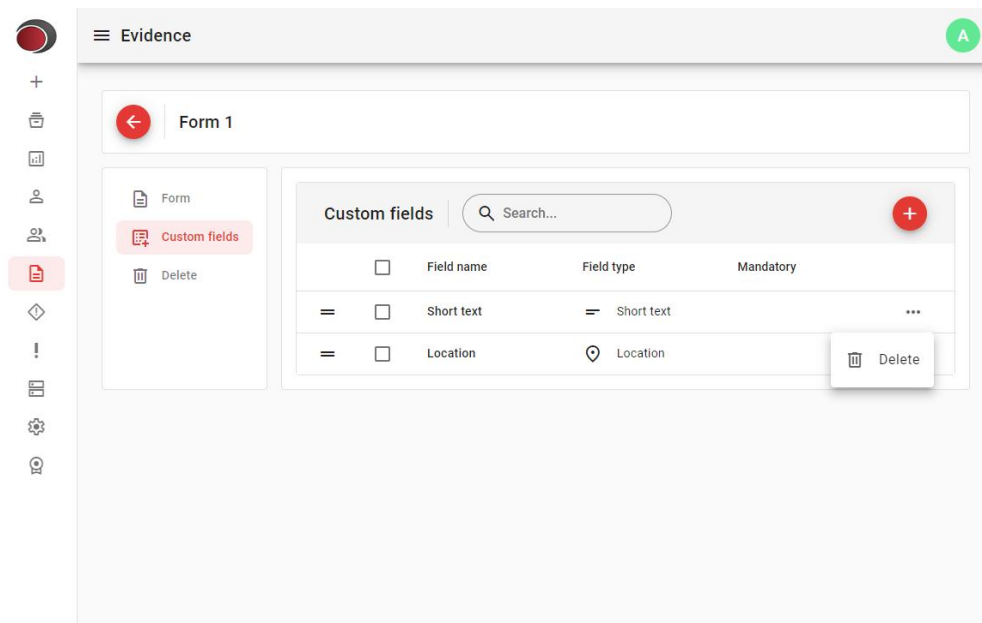 Evidence
A
Form 1
Form
Custom fields
Delete
Custom fields
Search...
Field name Field type Mandatory
Short text Short text
Location Location
Delete